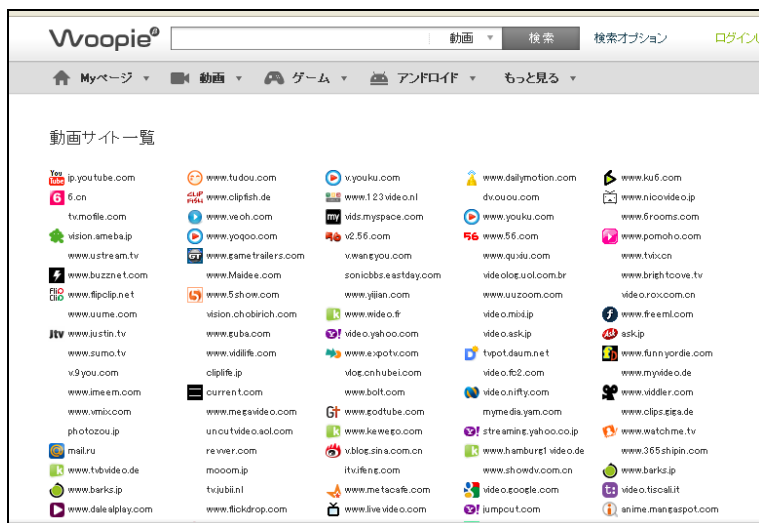 Woopie 動画 検索 検索オプション ログイン
Myページ 動画 ゲーム アンドロイド もっと見る
動画サイト一覧
jp.youtube.com www.tudou.com v.youku.com www.dailymotion.com www.ku6.com
6.cn www.clipfish.de www.123video.nl dv.ouou.com www.nicovideo.jp
tv.mofile.com www.veoh.com vids.myspace.com www.youku.com www.6rooms.com
vision.ameba.jp www.yoqoo.com v2.56.com www.56.com www.pomoho.com
www.ustream.tv www.gametrailers.com v.wangyou.com www.quxiu.com www.tvix.cn
www.buzznet.com www.Maidee.com sonicbbs.eastday.com videolog.uol.com.br www.brightcove.tv
www.flipclip.net www.5show.com www.yijian.com www.uuzoom.com video.rox.com.cn
www.uume.com vision.chobirich.com www.wideo.fr video.mixi.jp www.freeml.com
www.justin.tv www.guba.com video.yahoo.com video.ask.jp ask.jp
www.sumo.tv www.vidilife.com www.expotv.com tvpot.daum.net www.funnyordie.com
v.9you.com cliplife.jp vlog.cnhubei.com video.fc2.com www.myvideo.de
www.imeem.com current.com www.bolt.com video.nifty.com www.viddler.com
www.vmix.com www.megavideo.com www.godtube.com mymedia.yam.com www.clips.giga.de
photozou.jp uncutvideo.aol.com www.kewego.com streaming.yahoo.co.jp www.watchme.tv
mail.ru revver.com v.blog.sina.com.cn www.hamburg1video.de www.365shipin.com
www.tvbvideo.de mooom.jp itv.ifeng.com www.showdv.com.cn www.barks.jp
www.barks.jp tv.jubii.nl www.metacafe.com video.google.com video.tiscali.it
www.dalealplay.com www.flickdrop.com www.livevideo.com jumpcut.com anime.mangaspot.com